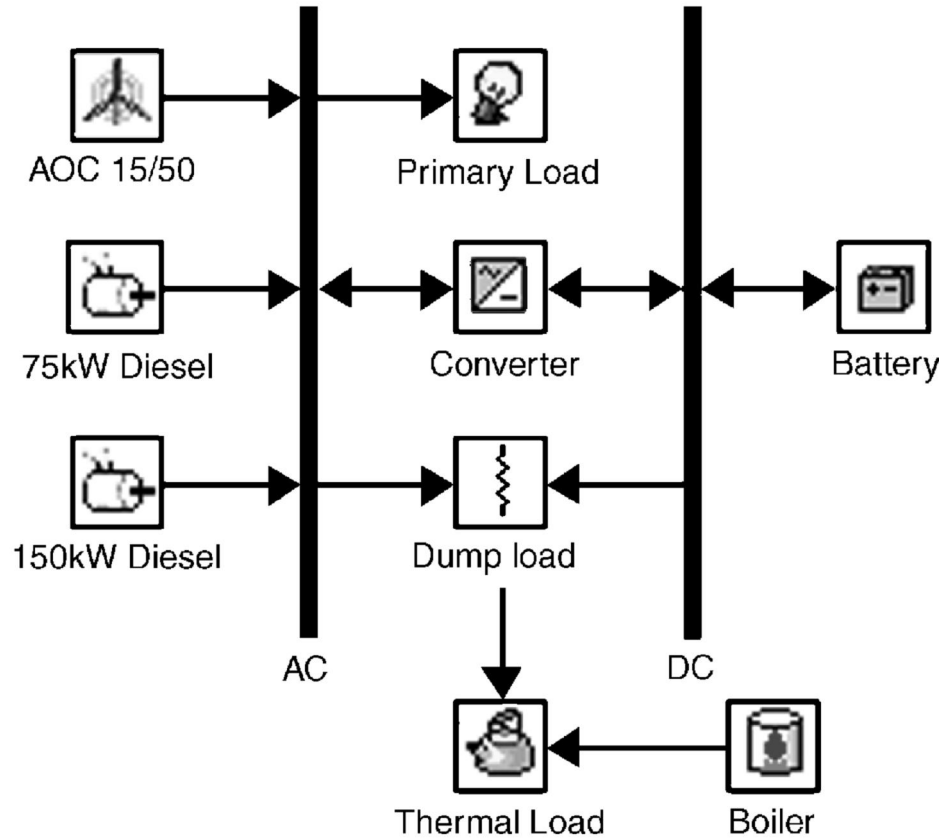 AOC 15/50
Primary Load
75kW Diesel
Converter
Battery
150kW Diesel
Dump load
AC
DC
Thermal Load
Boiler